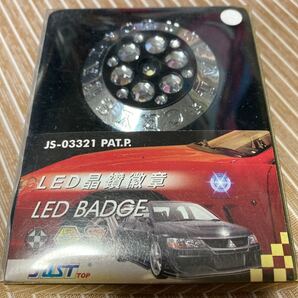 JS-03321 PAT.P.
LED晶鑽徽章
LED BADGE
JUST TOP